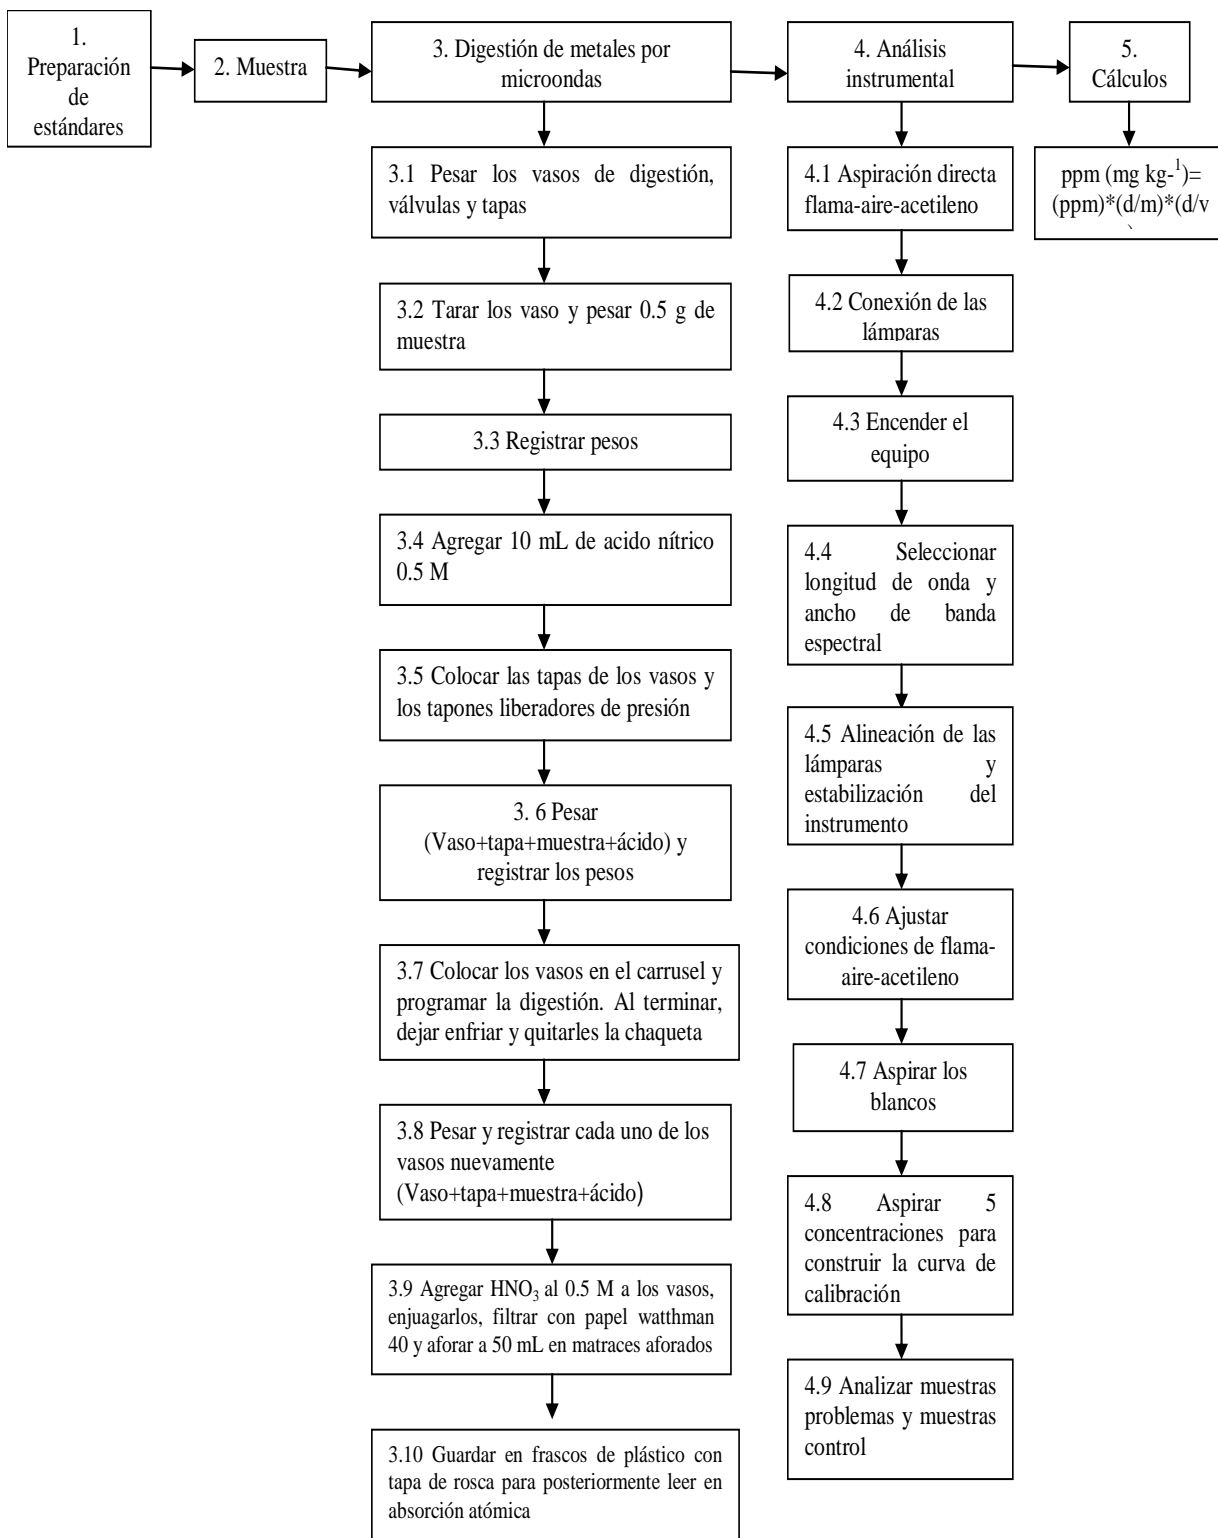 1.
Preparación
de
estándares
2. Muestra
3. Digestión de metales por
microondas
4. Análisis
instrumental
5.
Cálculos
3.1 Pesar los vasos de digestión,
válvulas y tapas
3.2 Tarar los vaso y pesar 0.5 g de
muestra
3.3 Registrar pesos
3.4 Agregar 10 mL de acido nítrico
0.5 M
3.5 Colocar las tapas de los vasos y
los tapones liberadores de presión
3. 6 Pesar
(Vaso+tapa+muestra+ácido) y
registrar los pesos
3.7 Colocar los vasos en el carrusel y
programar la digestión. Al terminar,
dejar enfriar y quitarles la chaqueta
3.8 Pesar y registrar cada uno de los
vasos nuevamente
(Vaso+tapa+muestra+ácido)
3.9 Agregar HNO₃ al 0.5 M a los vasos,
enjuagarlos, filtrar con papel watthman
40 y aforar a 50 mL en matraces aforados
3.10 Guardar en frascos de plástico con
tapa de rosca para posteriormente leer en
absorción atómica
4.1 Aspiración directa
flama-aire-acetileno
4.2 Conexión de las
lámparas
4.3 Encender el
equipo
4.4 Seleccionar
longitud de onda y
ancho de banda
espectral
4.5 Alineación de las
lámparas y
estabilización del
instrumento
4.6 Ajustar
condiciones de flama-
aire-acetileno
4.7 Aspirar los
blancos
4.8 Aspirar 5
concentraciones para
construir la curva de
calibración
4.9 Analizar muestras
problemas y muestras
control
ppm (mg kg-¹)=
(ppm)*(d/m)*(d/v